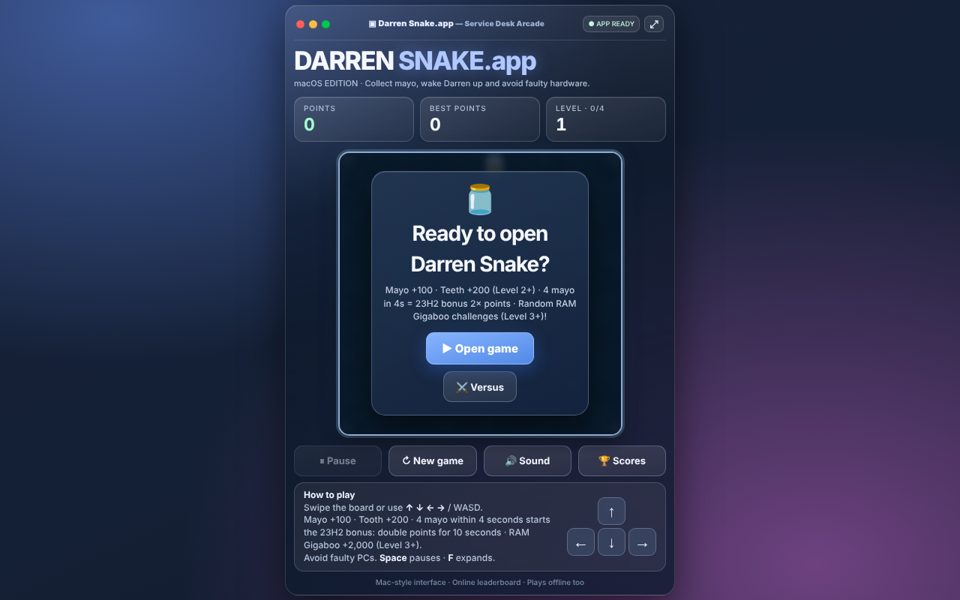 ▣ Darren Snake.app — Service Desk Arcade
APP READY
DARREN SNAKE.app
macOS EDITION · Collect mayo, wake Darren up and avoid faulty hardware.
POINTS
0
BEST POINTS
0
LEVEL · 0/4
1
Ready to open
Darren Snake?
Mayo +100 · Teeth +200 (Level 2+) · 4 mayo
in 4s = 23H2 bonus 2× points · Random RAM
Gigaboo challenges (Level 3+)!
▶ Open game
⚔️ Versus
⏸ Pause
↻ New game
🔊 Sound
🏆 Scores
How to play
Swipe the board or use ↑ ↓ ← → / WASD.
Mayo +100 · Tooth +200 · 4 mayo within 4 seconds starts
the 23H2 bonus: double points for 10 seconds · RAM
Gigaboo +2,000 (Level 3+).
Avoid faulty PCs. Space pauses · F expands.
↑
← ↓ →
Mac-style interface · Online leaderboard · Plays offline too